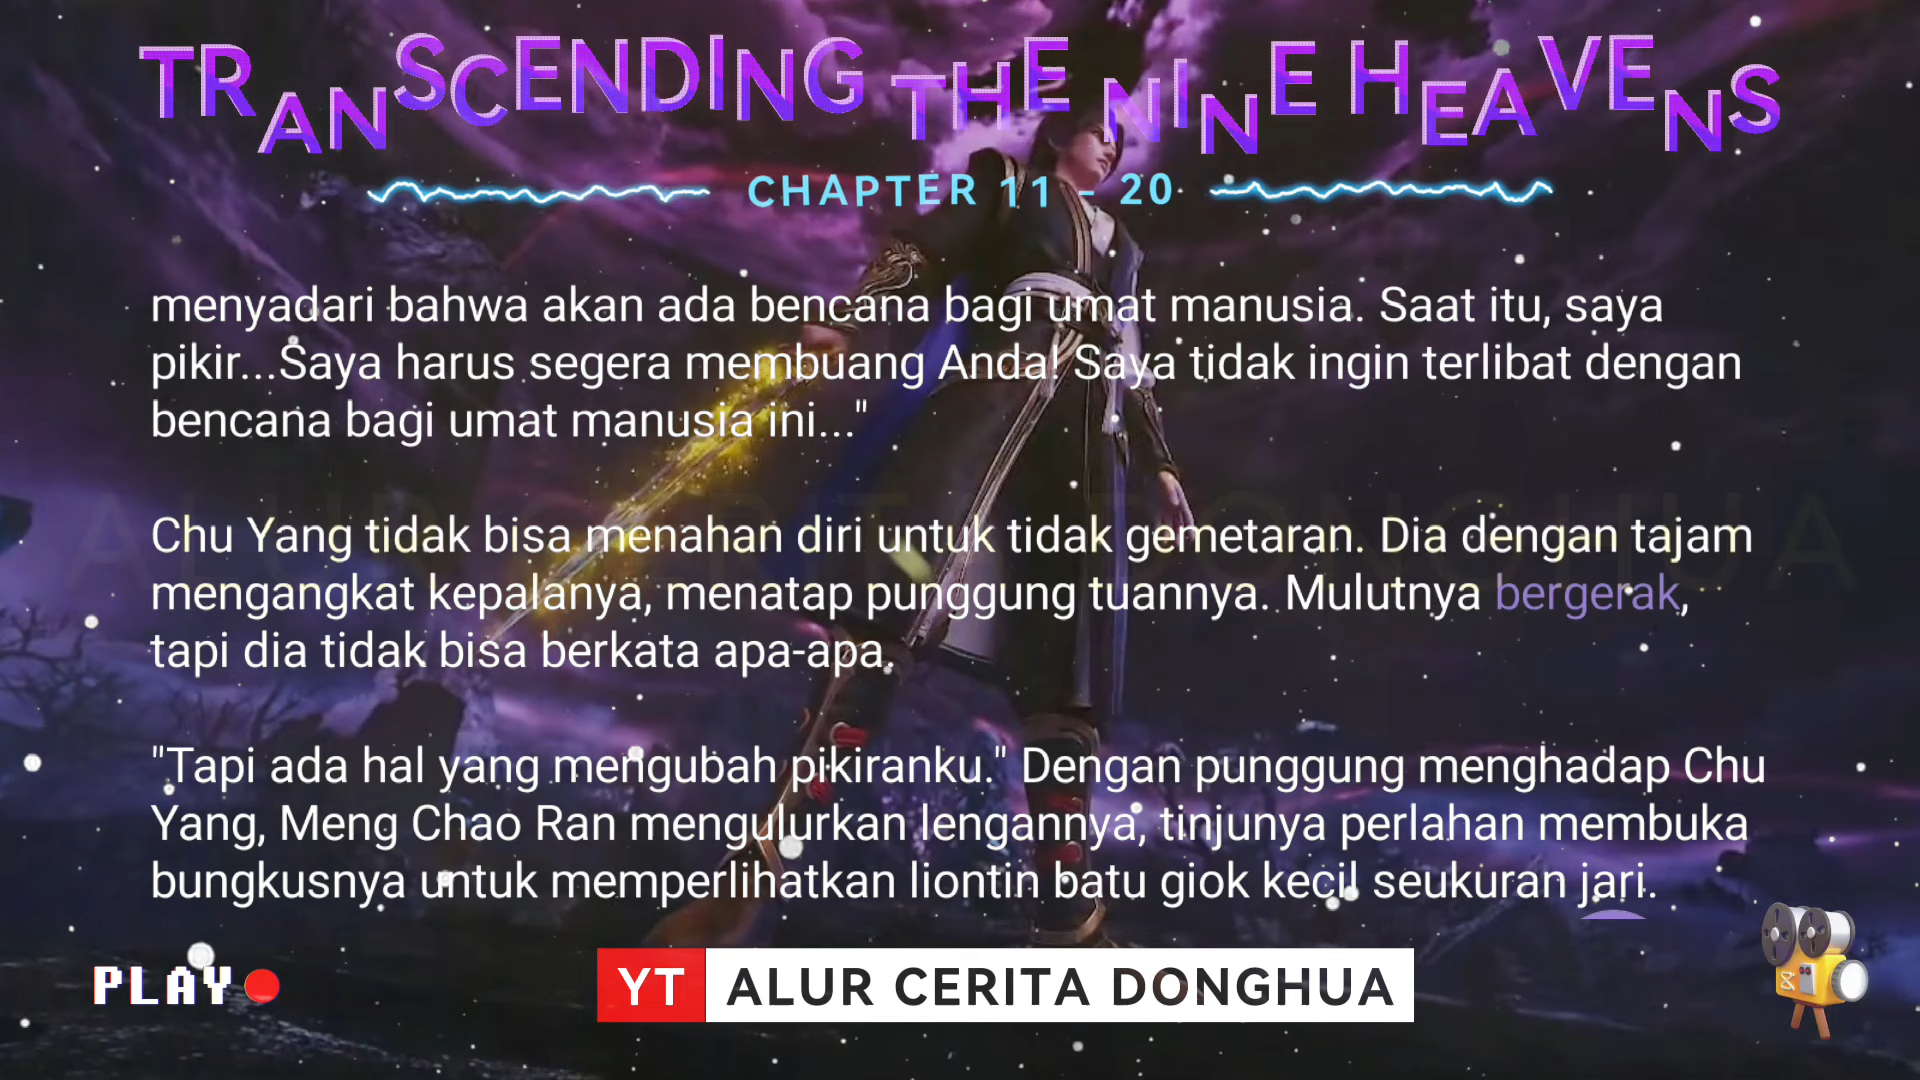 TRANSCENDING THE NINE HEAVENS
CHAPTER 11 - 20
menyadari bahwa akan ada bencana bagi umat manusia. Saat itu, saya
pikir...Saya harus segera membuang Anda! Saya tidak ingin terlibat dengan
bencana bagi umat manusia ini..."
ALUR CERITA DONGHUA
Chu Yang tidak bisa menahan diri untuk tidak gemetaran. Dia dengan tajam
mengangkat kepalanya, menatap punggung tuannya. Mulutnya bergerak,
tapi dia tidak bisa berkata apa-apa.
"Tapi ada hal yang mengubah pikiranku." Dengan punggung menghadap Chu
Yang, Meng Chao Ran mengulurkan lengannya, tinjunya perlahan membuka
bungkusnya untuk memperlihatkan liontin batu giok kecil seukuran jari.
PLAY
YT ALUR CERITA DONGHUA